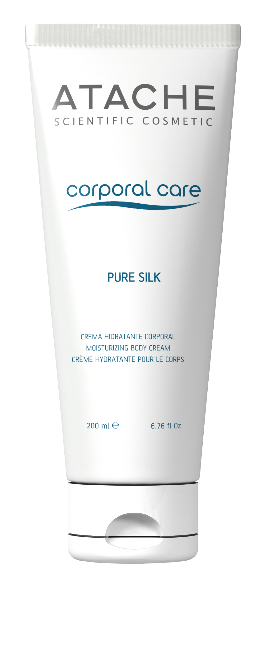 ATACHE
SCIENTIFIC COSMETIC
corporal care
PURE SILK
CREMA HIDRATANTE CORPORAL
MOISTURIZING BODY CREAM
CRÈME HYDRATANTE POUR LE CORPS
200 ml ℮ 6.76 fl Oz